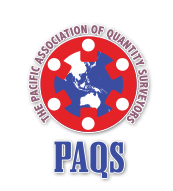 THE PACIFIC ASSOCIATION OF QUANTITY SURVEYORS
PAQS